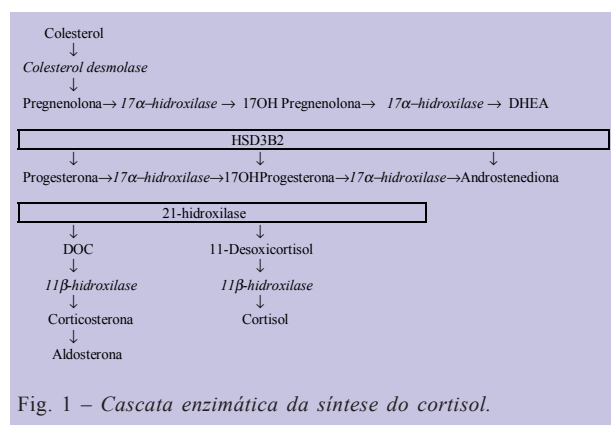 Colesterol
↓
Colesterol desmolase
↓
Pregnenolona→ 17α–hidroxilase → 17OH Pregnenolona→ 17α–hidroxilase → DHEA
HSD3B2
↓ ↓ ↓
Progesterona→17α–hidroxilase→17OHProgesterona→17α–hidroxilase→Androstenediona
21-hidroxilase
↓ ↓
DOC 11-Desoxicortisol
↓ ↓
11β-hidroxilase 11β-hidroxilase
↓ ↓
Corticosterona Cortisol
↓
Aldosterona
Fig. 1 – Cascata enzimática da síntese do cortisol.